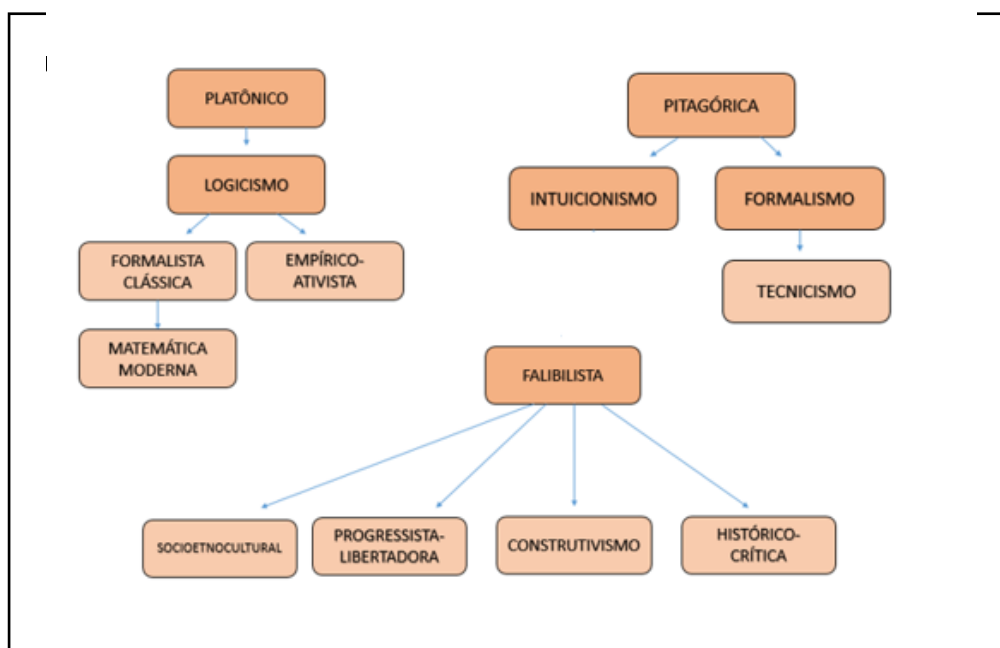 PLATÔNICO
PITAGÓRICA
LOGICISMO
INTUICIONISMO
FORMALISMO
FORMALISTA
CLÁSSICA
EMPÍRICO-
ATIVISTA
TECNICISMO
MATEMÁTICA
MODERNA
FALIBILISTA
SOCIOETNOCULTURAL
PROGRESSISTA-
LIBERTADORA
CONSTRUTIVISMO
HISTÓRICO-
CRÍTICA